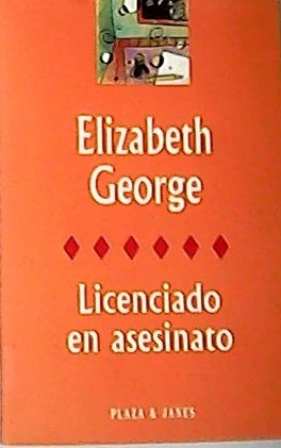 Elizabeth
George
Licenciado
en asesinato
PLAZA & JANES